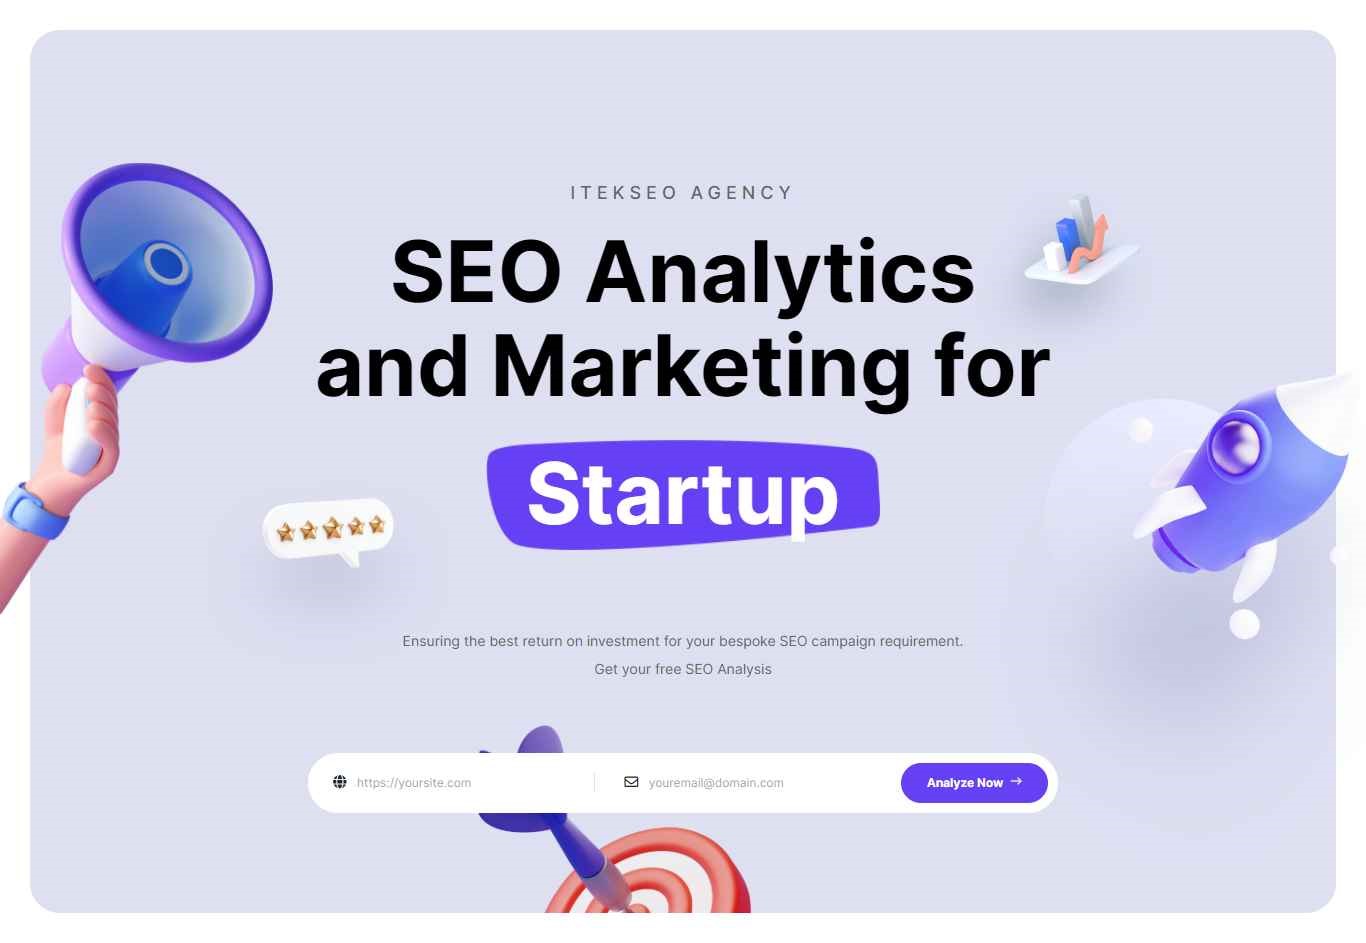 ITEKSEO AGENCY
SEO Analytics
and Marketing for
Startup
Ensuring the best return on investment for your bespoke SEO campaign requirement.
Get your free SEO Analysis
https://yoursite.com
youremail@domain.com
Analyze Now →